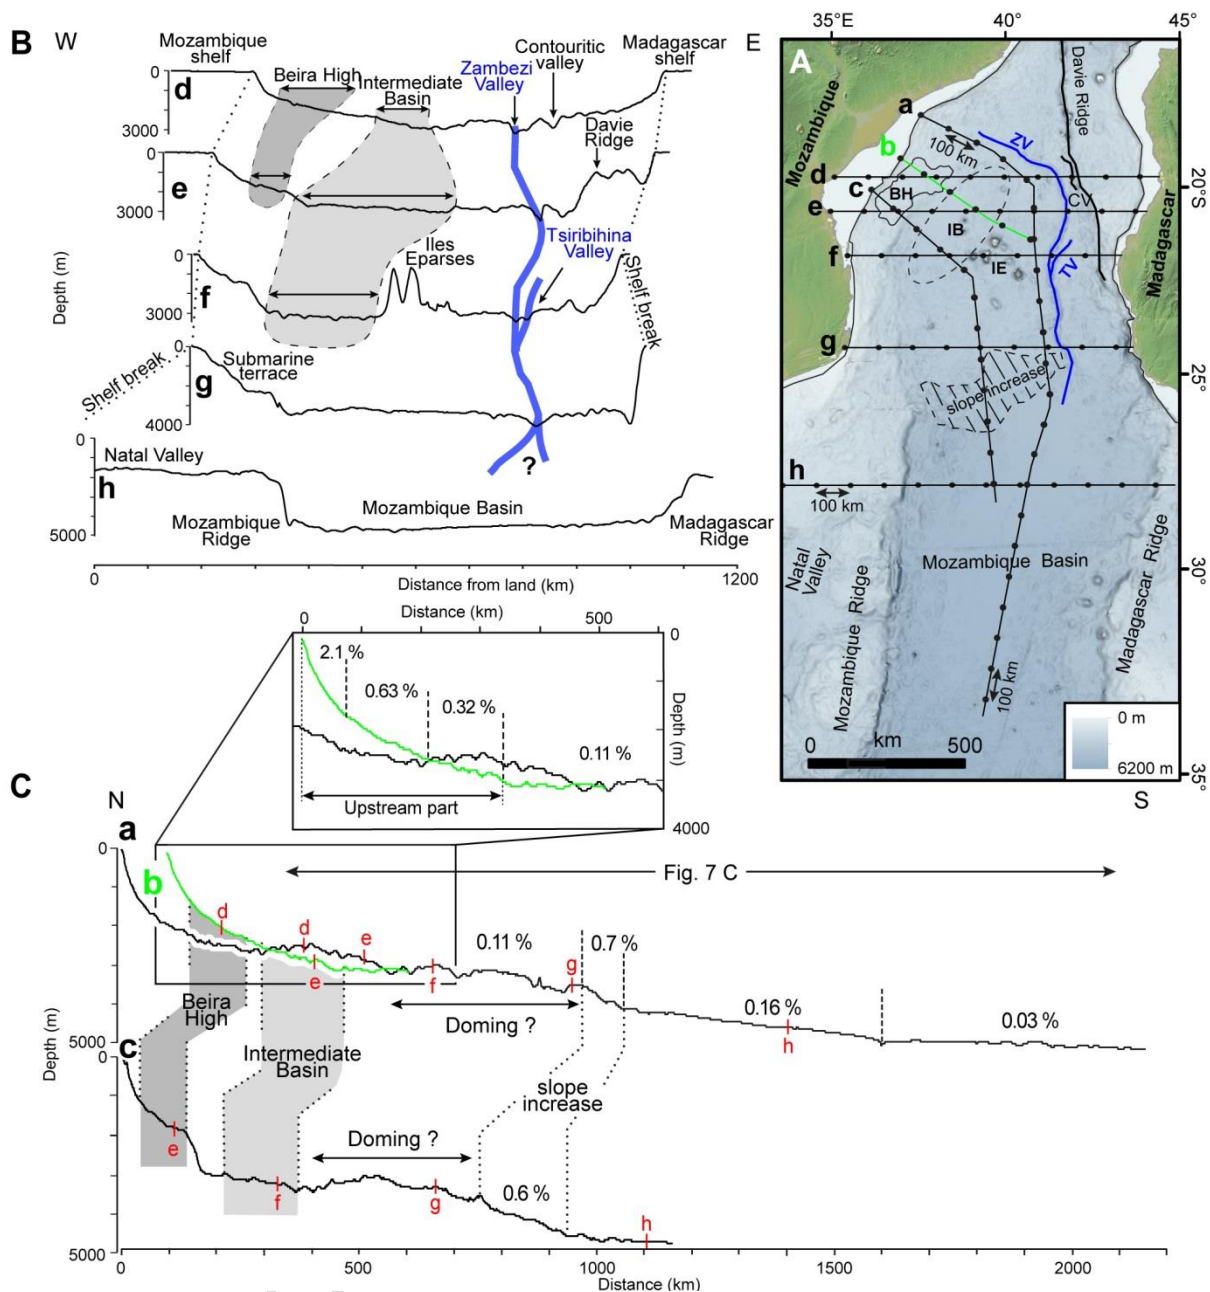 B
W
Mozambique
shelf
Beira High
Intermediate
Basin
Zambezi
Valley
Contouritic
valley
Madagascar
shelf
E
0
d
3000
Davie
Ridge
0
e
3000
Iles
Eparses
Tsiribihina
Valley
0
f
3000
Depth (m)
Shelf break
Shelf break
0
Submarine
terrace
g
4000
?
0
Natal Valley
h
5000
Mozambique
Ridge
Mozambique Basin
Madagascar
Ridge
0
Distance from land (km)
1200
35°E
40°
45°
A
Mozambique
Davie Ridge
a
100 km
ZV
b
d
c
BH
CV
20°S
e
IB
f
IE
TV
Madagascar
g
slope increase
25°
h
100 km
Natal
Valley
Mozambique Ridge
Mozambique Basin
Madagascar Ridge
30°
100 km
0 km 500
0 m
6200 m
35°
S
Distance (km)
0
500
0
2.1 %
0.63 %
0.32 %
0.11 %
Depth (m)
Upstream part
4000
C
N
a
0
b
Fig. 7 C
d
d
e
e
f
0.11 %
g
0.7 %
0.16 %
h
0.03 %
Beira
High
Doming ?
Depth (m)
5000
0
c
Intermediate
Basin
slope
increase
Doming ?
e
f
g
0.6 %
h
5000
0
500
1000
1500
2000
Distance (km)